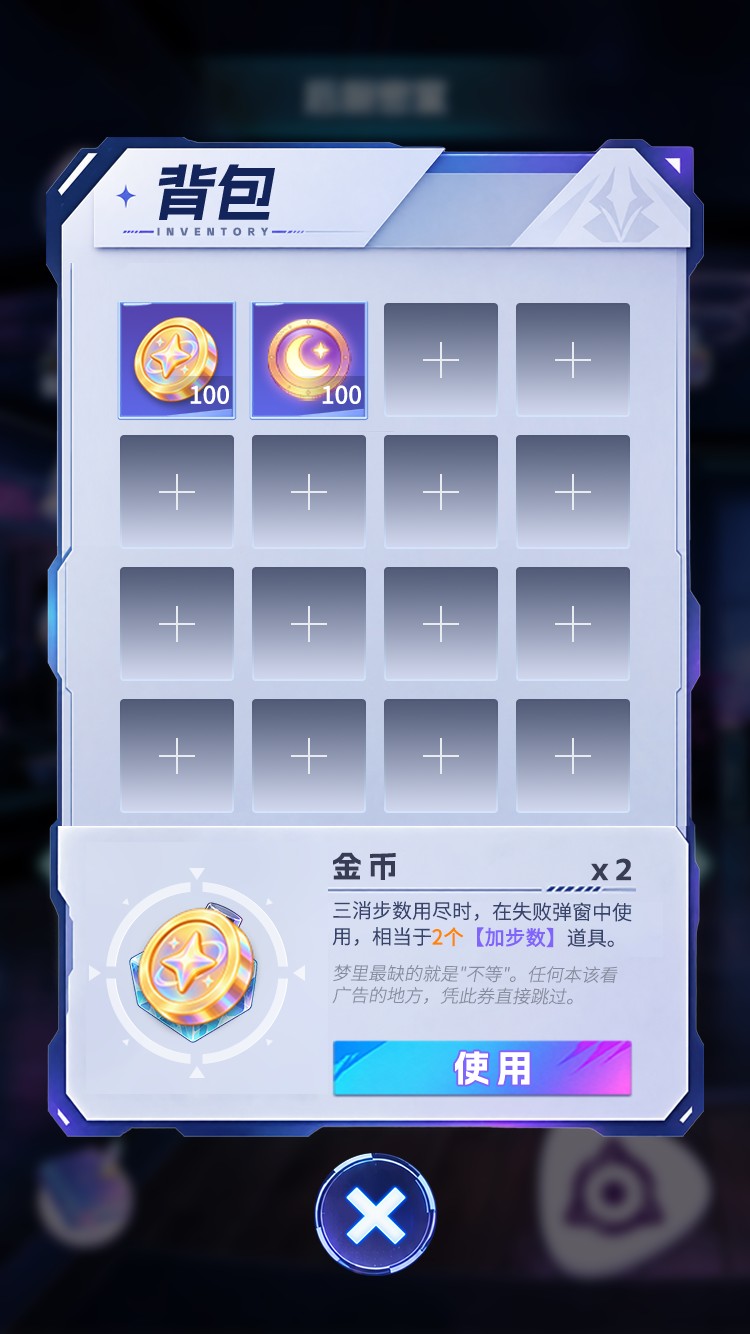 背包
INVENTORY
100
100
金币
x2
三消步数用尽时，在失败弹窗中使
用，相当于2个【加步数】道具。
梦里最缺的就是"不等"。任何本该看
广告的地方，凭此券直接跳过。
使用